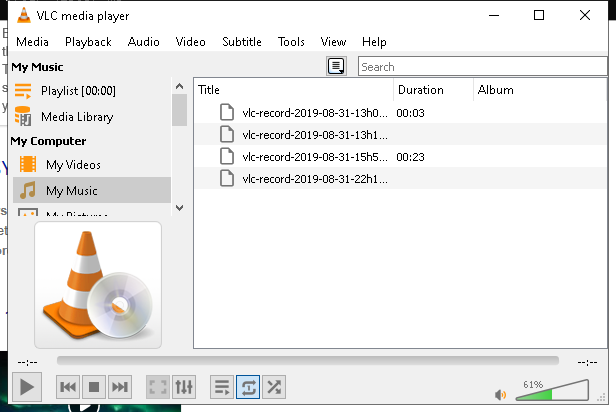 VLC media player
Media Playback Audio Video Subtitle Tools View Help
My Music
Playlist [00:00]
Media Library
My Computer
My Videos
My Music
My Pictures
Search
Title Duration Album
vlc-record-2019-08-31-13h0... 00:03
vlc-record-2019-08-31-13h1...
vlc-record-2019-08-31-15h5... 00:23
vlc-record-2019-08-31-22h1...
--:-- --:--
61%